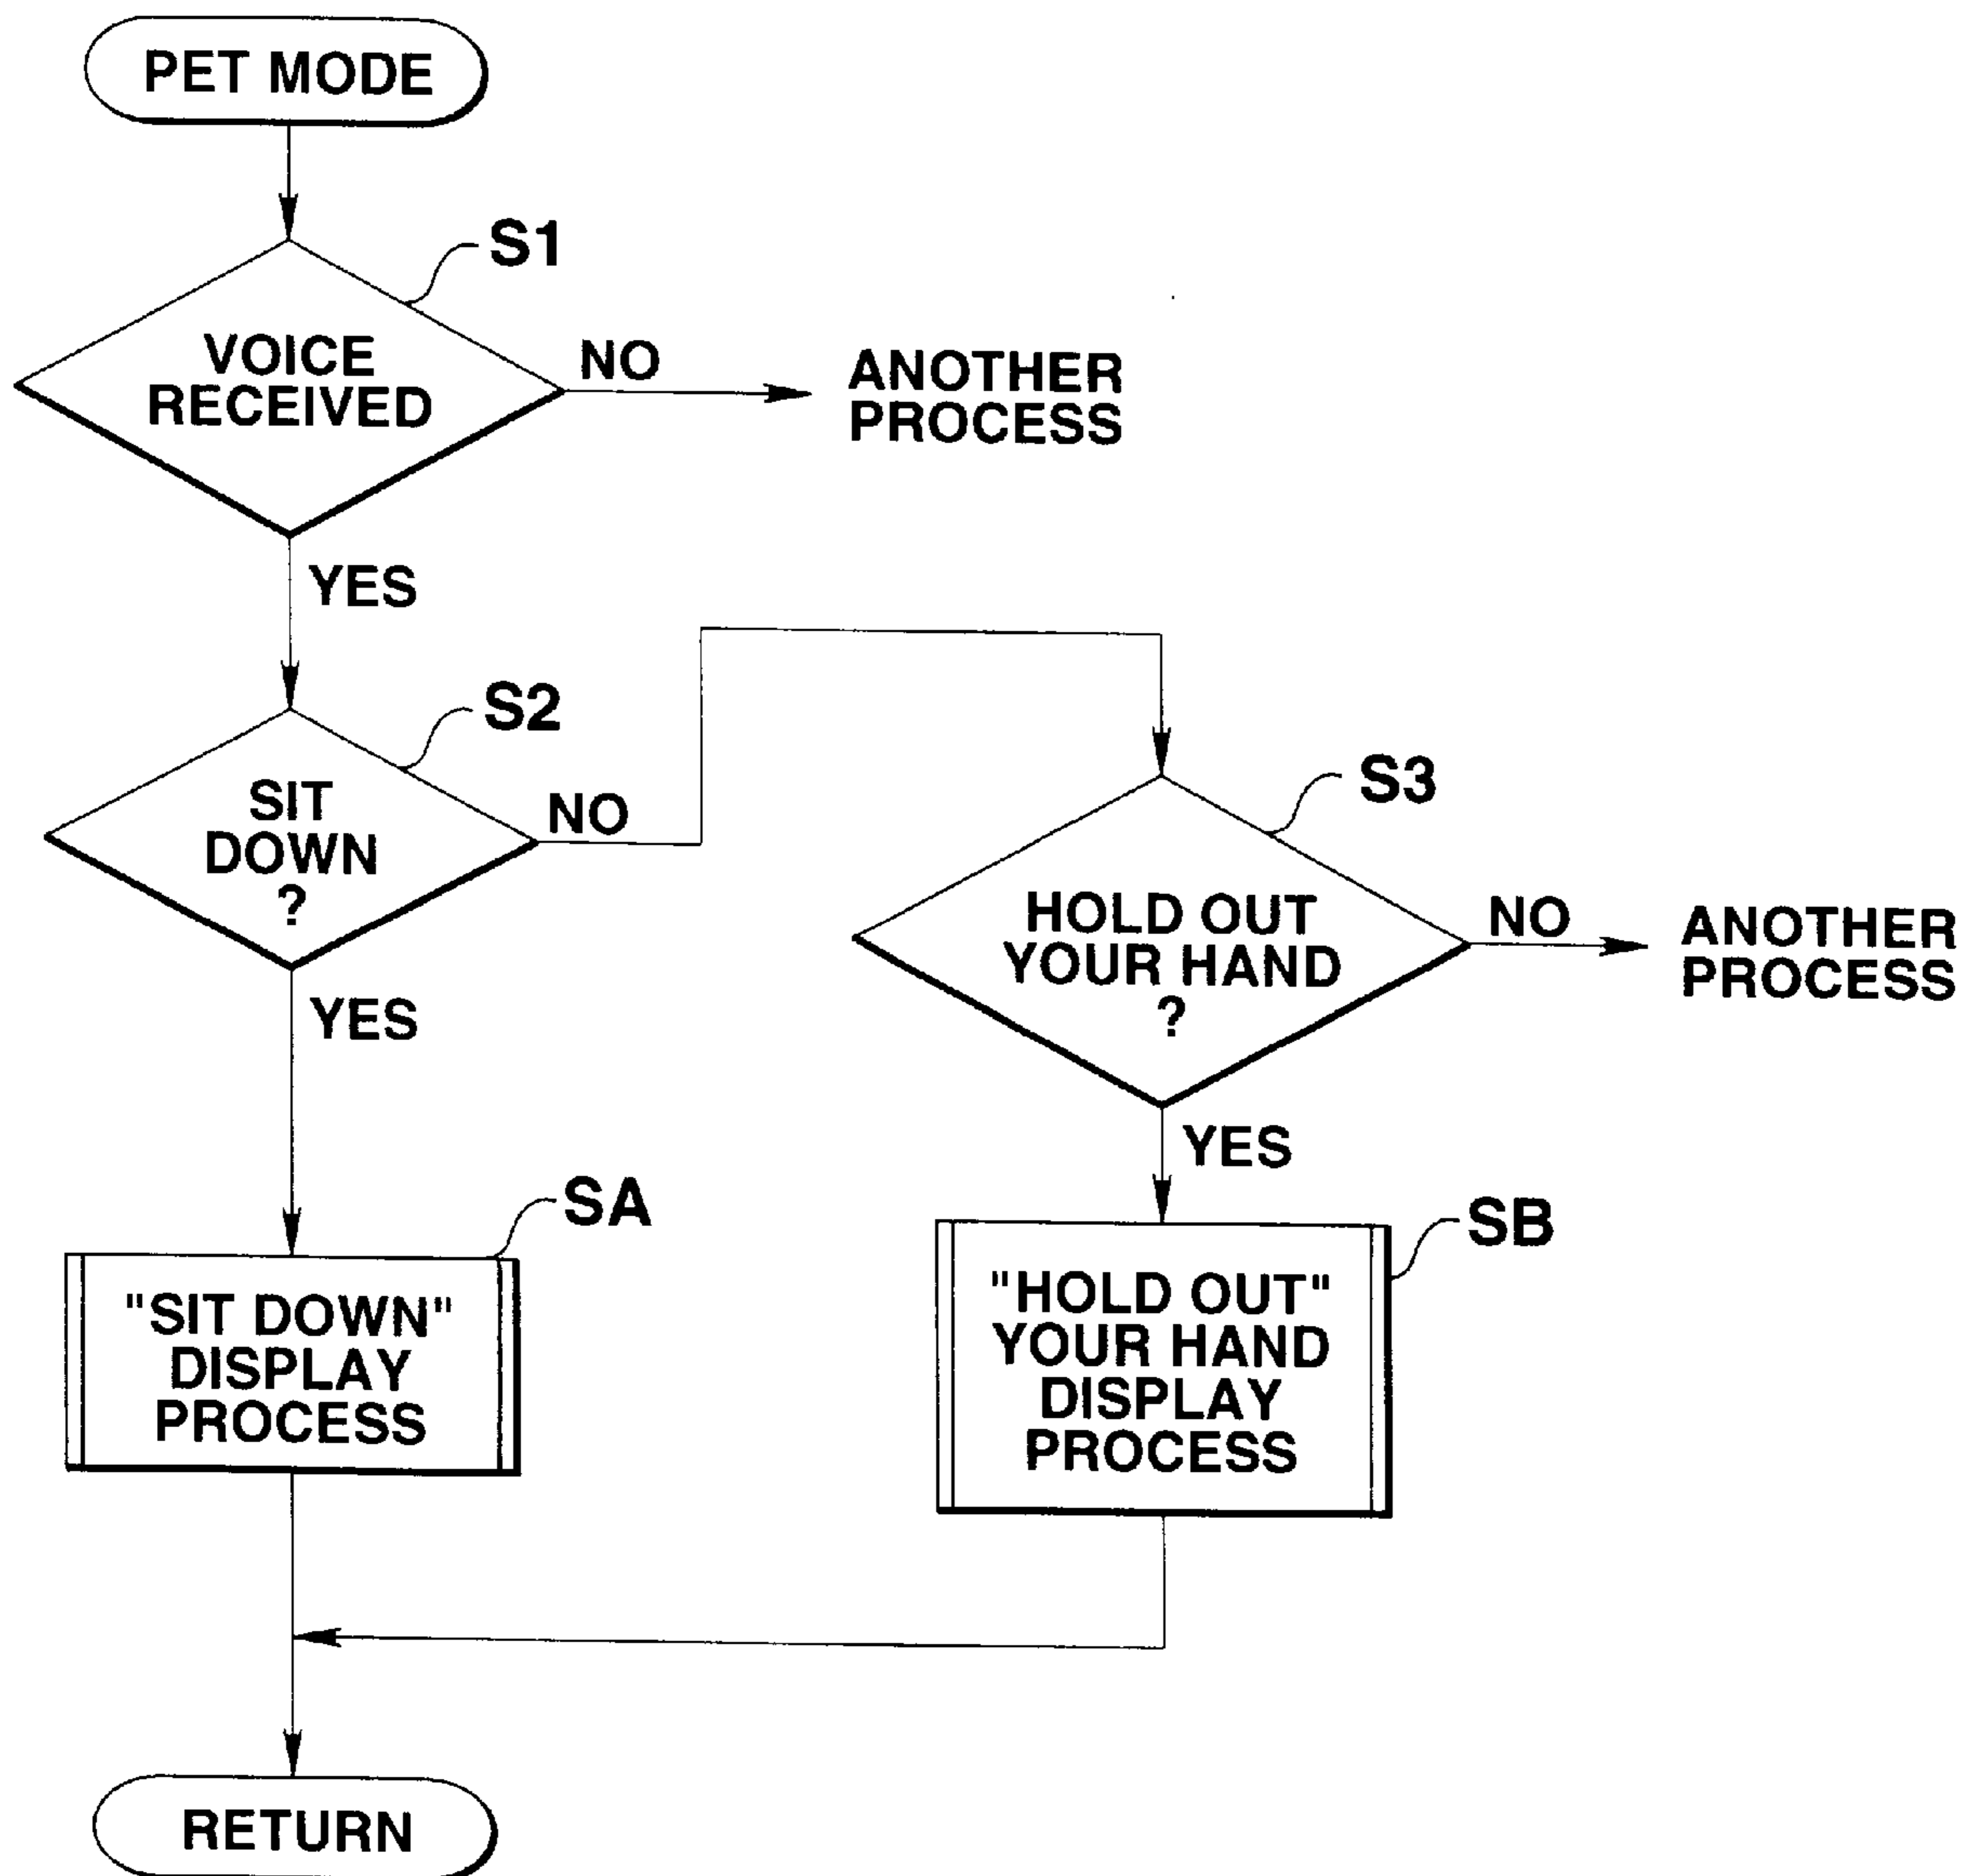 PET MODE
S1
VOICE
RECEIVED
NO
ANOTHER
PROCESS
YES
S2
SIT
DOWN
?
NO
S3
HOLD OUT
YOUR HAND
?
NO
ANOTHER
PROCESS
YES
YES
SA
"SIT DOWN"
DISPLAY
PROCESS
SB
"HOLD OUT"
YOUR HAND
DISPLAY
PROCESS
RETURN